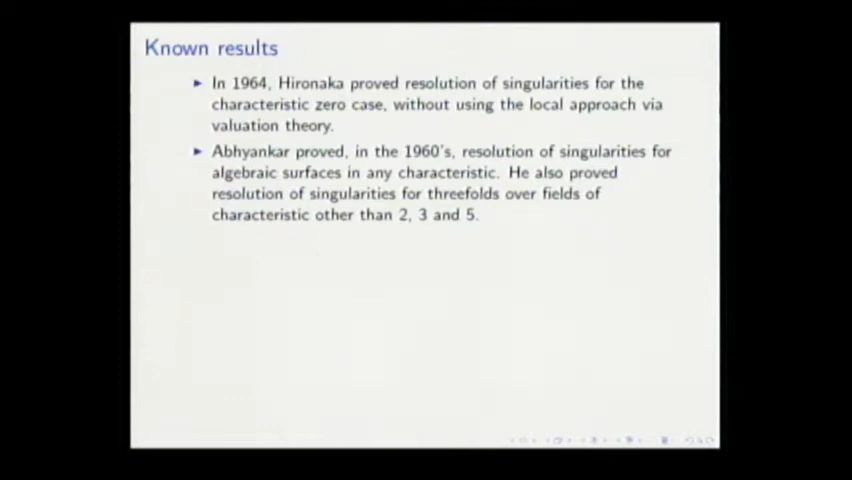 Known results
▶ In 1964, Hironaka proved resolution of singularities for the
characteristic zero case, without using the local approach via
valuation theory.
▶ Abhyankar proved, in the 1960's, resolution of singularities for
algebraic surfaces in any characteristic. He also proved
resolution of singularities for threefolds over fields of
characteristic other than 2, 3 and 5.